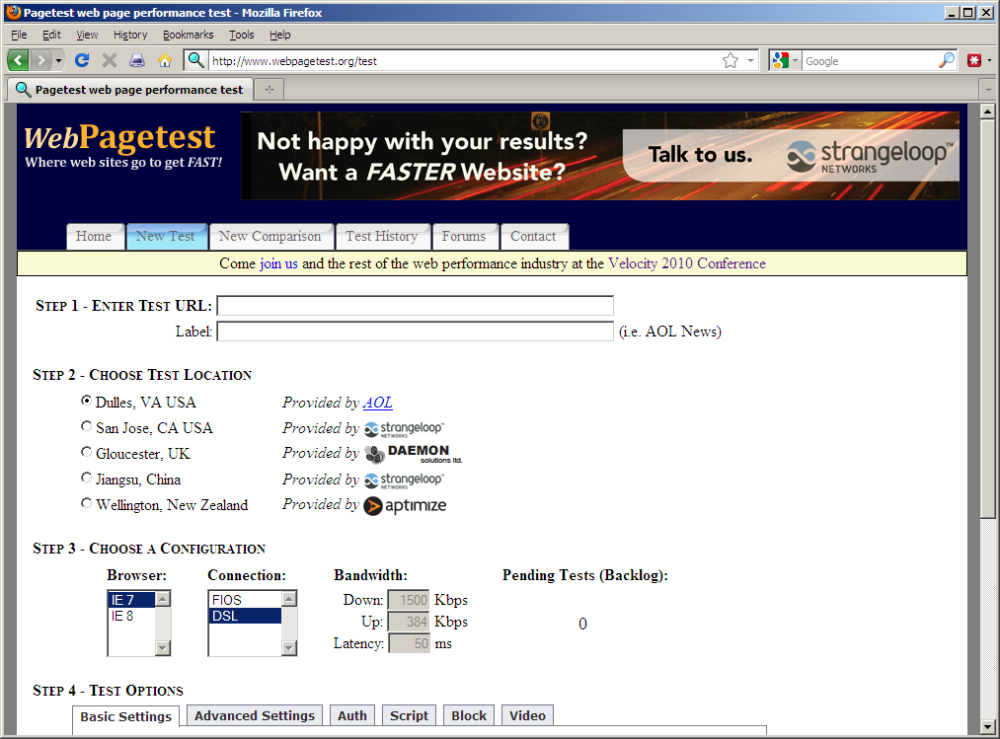 Pagetest web page performance test - Mozilla Firefox
File Edit View History Bookmarks Tools Help
http://www.webpagetest.org/test Google
Pagetest web page performance test
WebPagetest
Where web sites go to get FAST!
Not happy with your results?
Want a FASTER Website?
Talk to us.
strangeloop™
NETWORKS
Home New Test New Comparison Test History Forums Contact
Come join us and the rest of the web performance industry at the Velocity 2010 Conference
STEP 1 - ENTER TEST URL:
Label: (i.e. AOL News)
STEP 2 - CHOOSE TEST LOCATION
Dulles, VA USA Provided by AOL
San Jose, CA USA Provided by strangeloop™ NETWORKS
Gloucester, UK Provided by DAEMON solutions ltd.
Jiangsu, China Provided by strangeloop™ NETWORKS
Wellington, New Zealand Provided by aptimize
STEP 3 - CHOOSE A CONFIGURATION
Browser: Connection: Bandwidth: Pending Tests (Backlog):
IE 7 FIOS Down: 1500 Kbps
IE 8 DSL Up: 384 Kbps 0
Latency: 50 ms
STEP 4 - TEST OPTIONS
Basic Settings Advanced Settings Auth Script Block Video